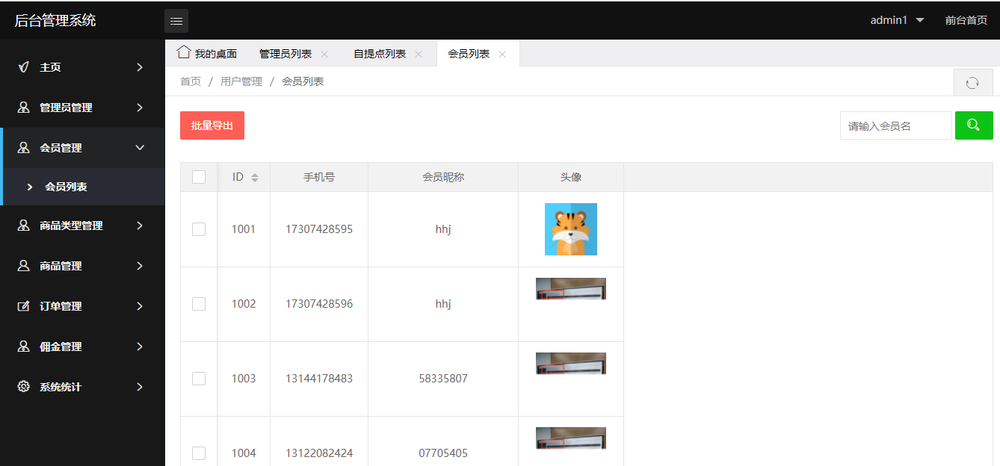 后台管理系统
admin1
前台首页
主页
管理员管理
会员管理
会员列表
商品类型管理
商品管理
订单管理
佣金管理
系统统计
我的桌面 管理员列表 自提点列表 会员列表
首页 / 用户管理 / 会员列表
批量导出
请输入会员名
ID 手机号 会员昵称 头像
1001 17307428595 hhj
1002 17307428596 hhj
1003 13144178483 58335807
1004 13122082424 07705405